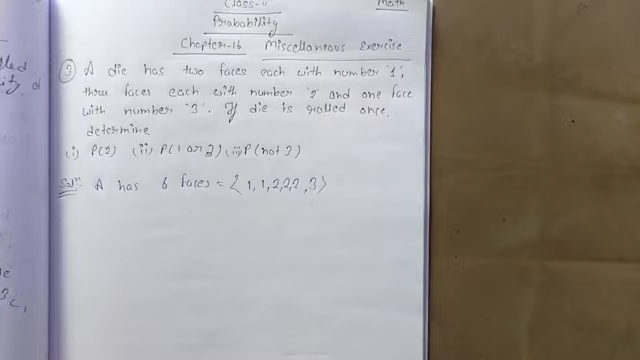 Class-11 Math
Probability
Chapter-16 Miscellaneous Exercise
A die has two faces each with number '1',
three faces each with number '2' and one face
with number '3'. If die is rolled once,
determine
(i) P(2) (ii) P(1 or 3) (iii) P(not 3)
Solⁿ: A has 6 faces = { 1, 1, 2, 2, 2, 3}